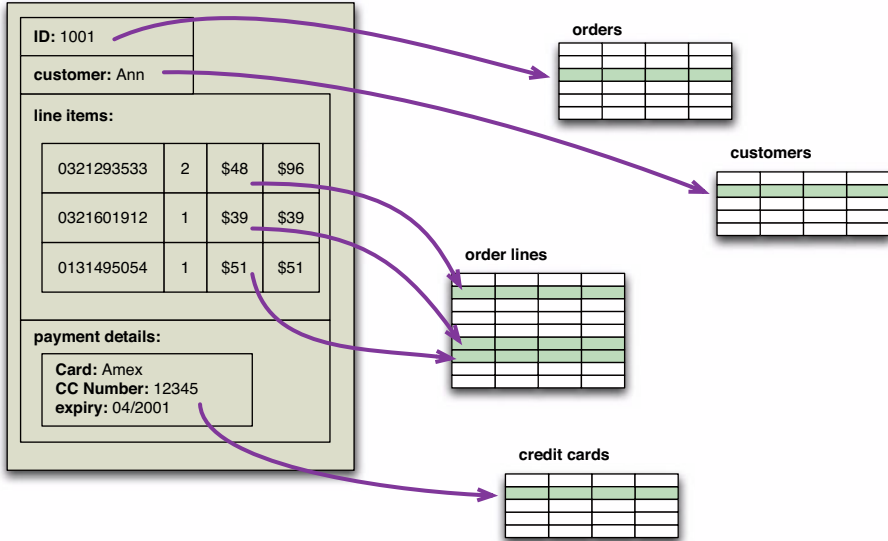 ID: 1001
customer: Ann
line items:
0321293533 2 $48 $96
0321601912 1 $39 $39
0131495054 1 $51 $51
payment details:
Card: Amex
CC Number: 12345
expiry: 04/2001
orders
customers
order lines
credit cards